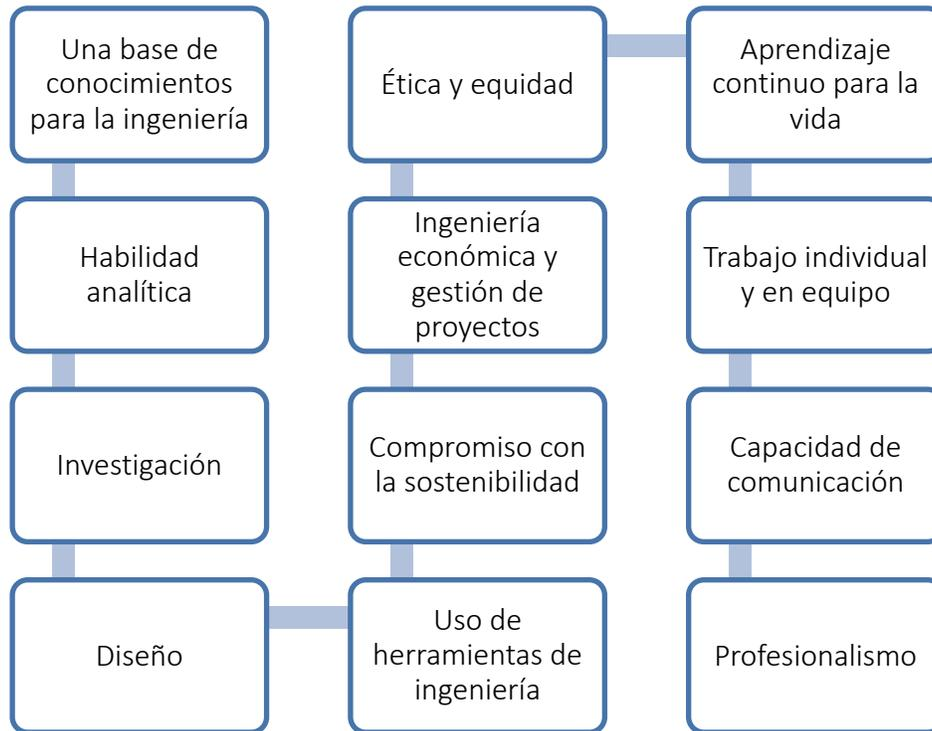 Una base de
conocimientos
para la ingeniería
Habilidad
analítica
Investigación
Diseño
Uso de
herramientas de
ingeniería
Compromiso con
la sostenibilidad
Ingeniería
económica y
gestión de
proyectos
Ética y equidad
Aprendizaje
continuo para la
vida
Trabajo individual
y en equipo
Capacidad de
comunicación
Profesionalismo